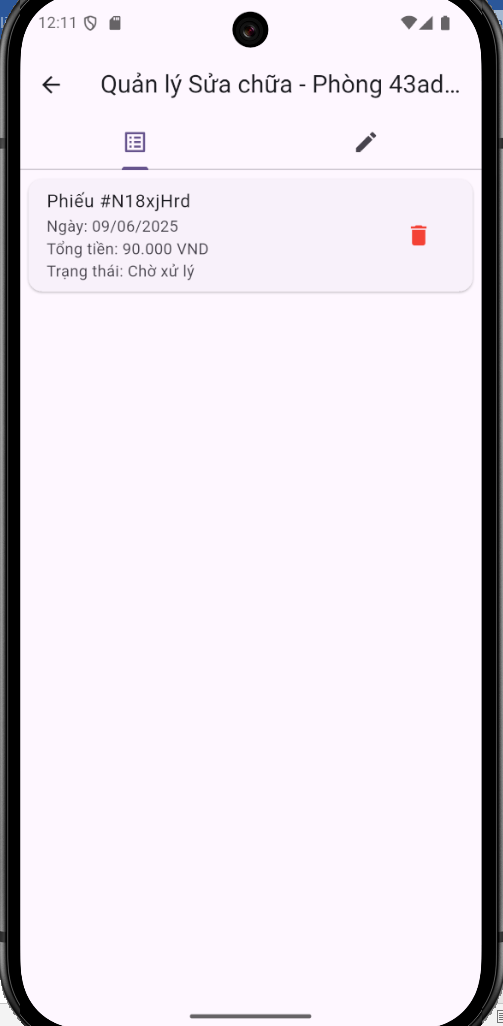 12:11
Quản lý Sửa chữa - Phòng 43ad...
Phiếu #N18xjHrd
Ngày: 09/06/2025
Tổng tiền: 90.000 VND
Trạng thái: Chờ xử lý